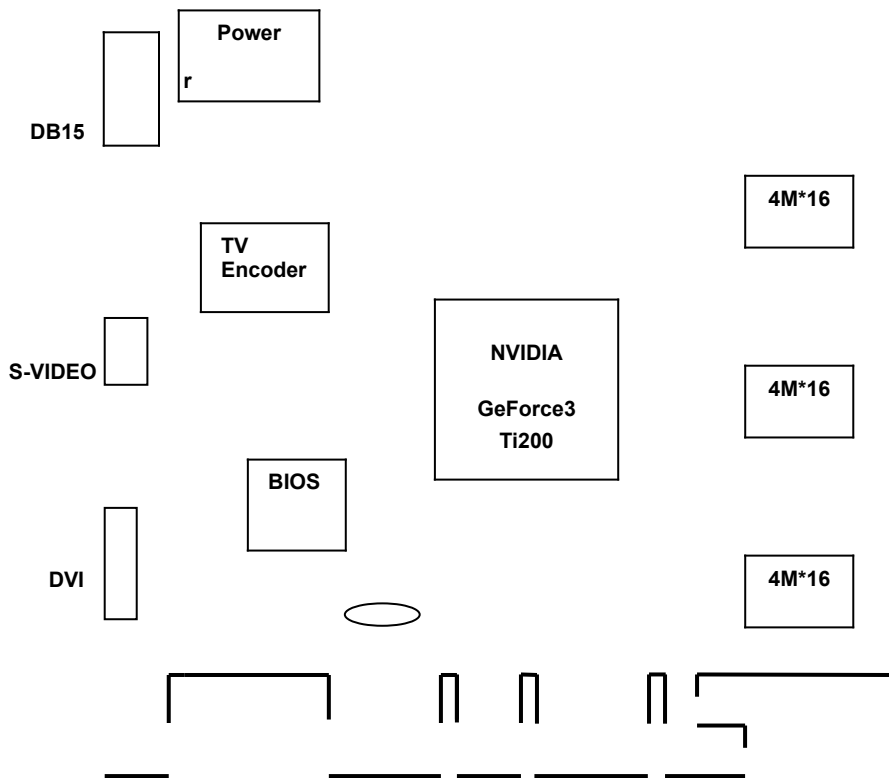 Power
r
DB15
4M*16
TV
Encoder
NVIDIA
S-VIDEO
4M*16
GeForce3
Ti200
BIOS
DVI
4M*16